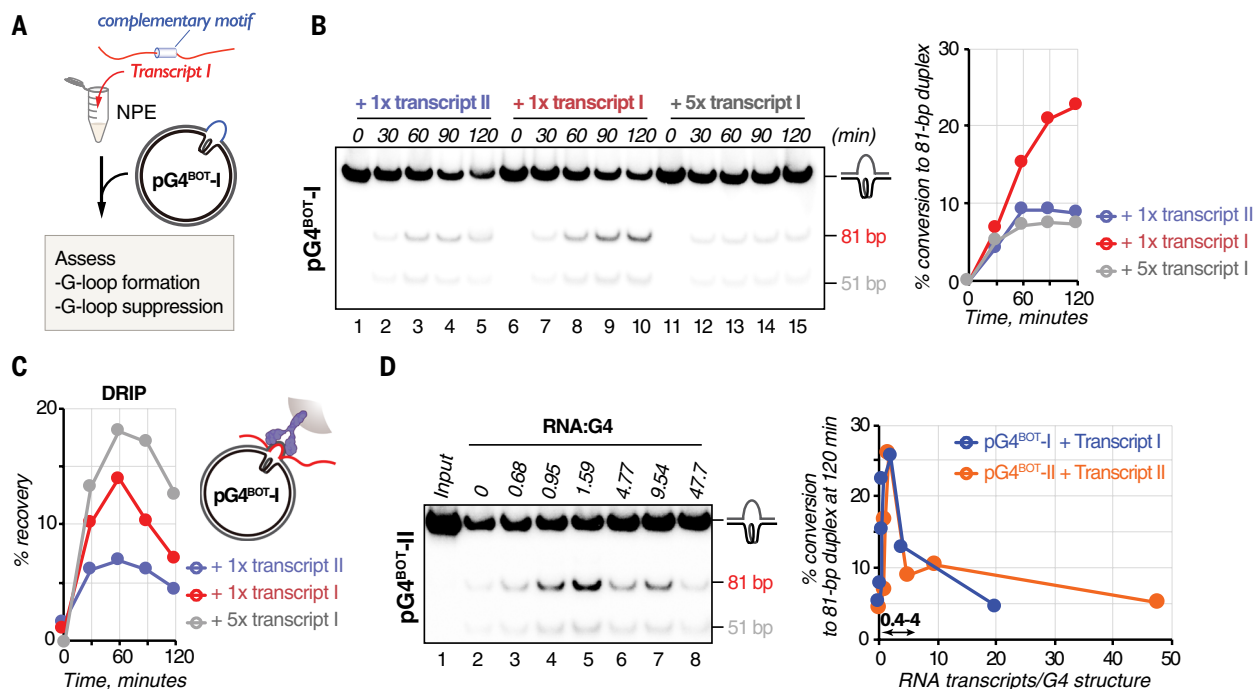 A
complementary motif
Transcript I
NPE
pG4BOT-I
Assess
-G-loop formation
-G-loop suppression
B
+ 1x transcript II + 1x transcript I + 5x transcript I
0 30 60 90 120 0 30 60 90 120 0 30 60 90 120 (min)
pG4BOT-I
81 bp
51 bp
1 2 3 4 5 6 7 8 9 10 11 12 13 14 15
% conversion to 81-bp duplex
30
20
10
0
0 60 120
Time, minutes
+ 1x transcript II
+ 1x transcript I
+ 5x transcript I
C
DRIP
% recovery
20
10
0
0 60 120
Time, minutes
pG4BOT-I
+ 1x transcript II
+ 1x transcript I
+ 5x transcript I
D
RNA:G4
Input 0 0.68 0.95 1.59 4.77 9.54 47.7
pG4BOT-II
81 bp
51 bp
1 2 3 4 5 6 7 8
% conversion
to 81-bp duplex at 120 min
30
20
10
0
0 10 20 30 40 50
0.4-4
RNA transcripts/G4 structure
pG4BOT-I + Transcript I
pG4BOT-II + Transcript II